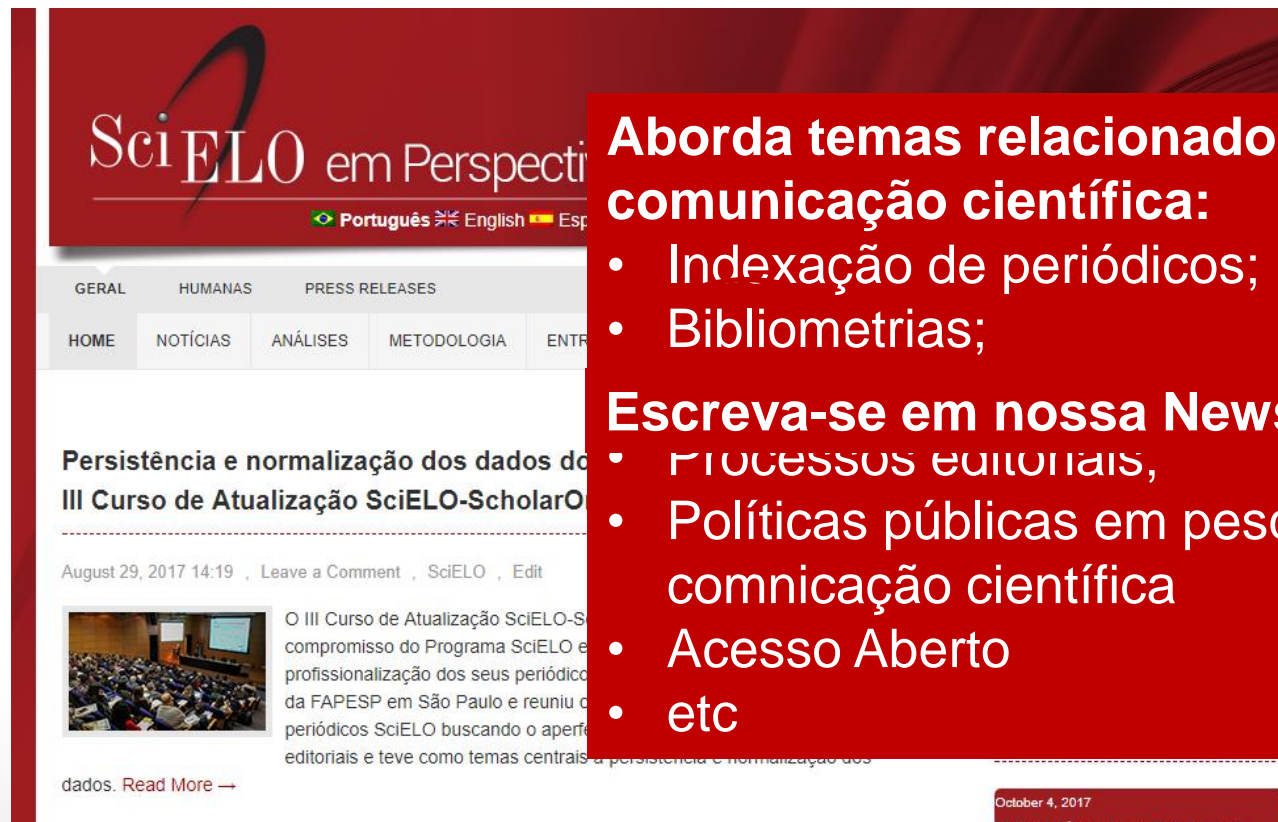 SciELO em Perspecti
Português English Esp
GERAL HUMANAS PRESS RELEASES
HOME NOTÍCIAS ANÁLISES METODOLOGIA ENTR
Persistência e normalização dos dados do
III Curso de Atualização SciELO-ScholarO
August 29, 2017 14:19 , Leave a Comment , SciELO , Edit
O III Curso de Atualização SciELO-S
compromisso do Programa SciELO e
profissionalização dos seus periódico
da FAPESP em São Paulo e reuniu
periódicos SciELO buscando o aperfe
editoriais e teve como temas centrais a persistência e normalização dos
dados. Read More →
Aborda temas relacionado
comunicação científica:
• Indexação de periódicos;
• Bibliometrias;
Escreva-se em nossa News
• Processos editoriais;
• Políticas públicas em pesq
comnicação científica
• Acesso Aberto
• etc
October 4, 2017